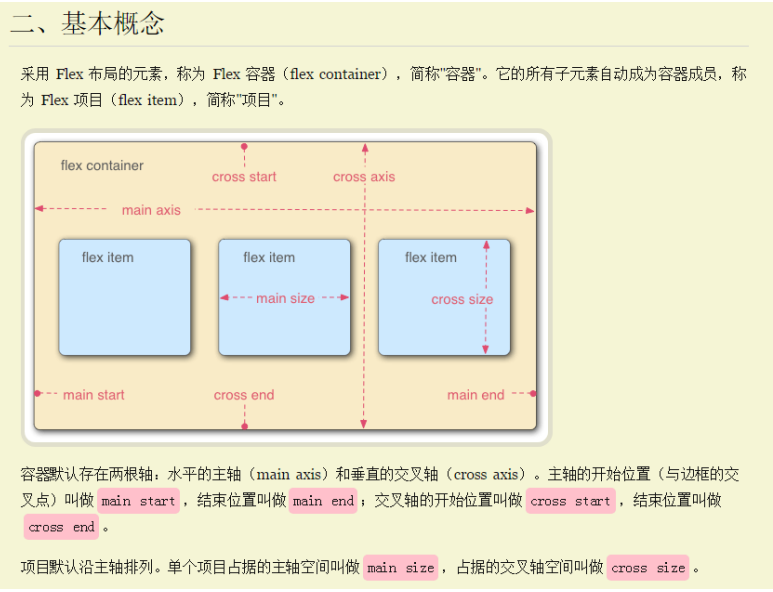 二、基本概念
采用 Flex 布局的元素，称为 Flex 容器（flex container），简称"容器"。它的所有子元素自动成为容器成员，称
为 Flex 项目（flex item），简称"项目"。
flex container
cross start
cross axis
main axis
flex item
flex item
flex item
main size
cross size
main start
cross end
main end
容器默认存在两根轴：水平的主轴（main axis）和垂直的交叉轴（cross axis）。主轴的开始位置（与边框的交
叉点）叫做 main start，结束位置叫做 main end；交叉轴的开始位置叫做 cross start，结束位置叫做
cross end。
项目默认沿主轴排列。单个项目占据的主轴空间叫做 main size，占据的交叉轴空间叫做 cross size。